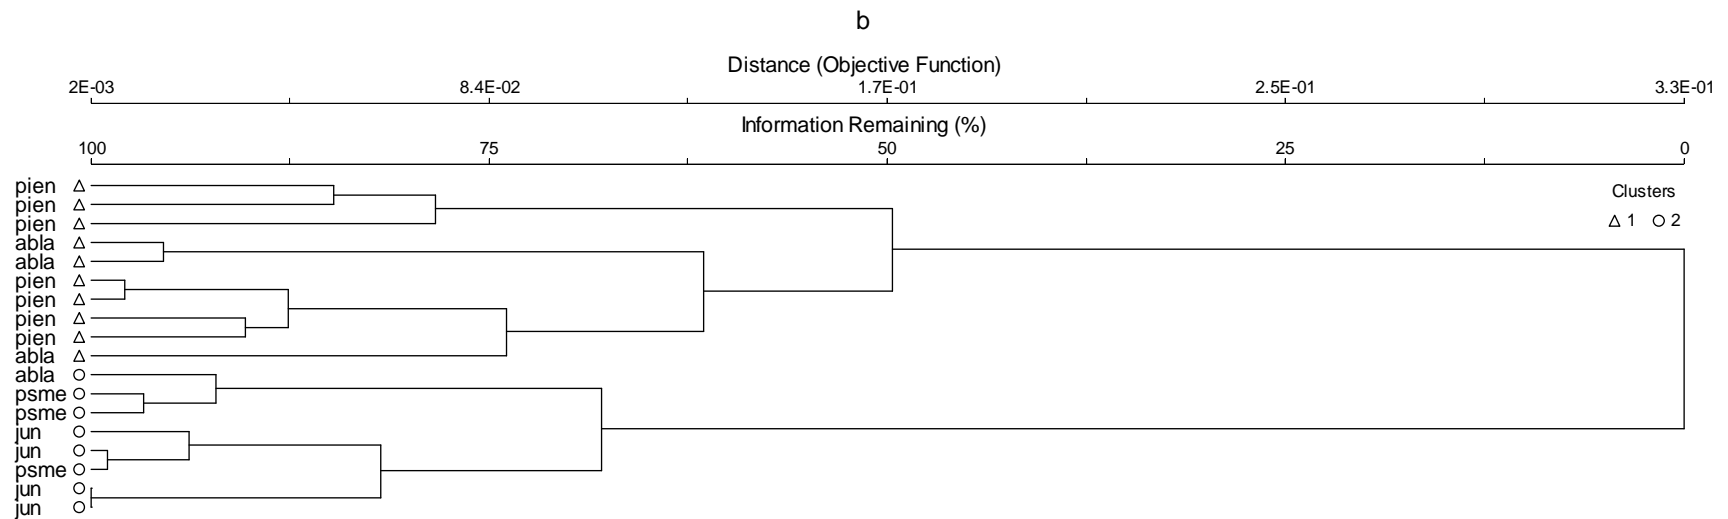 b
Distance (Objective Function)
2E-03 8.4E-02 1.7E-01 2.5E-01 3.3E-01
Information Remaining (%)
100 75 50 25 0
Clusters
1 2
pien
pien
pien
abla
abla
pien
pien
pien
pien
abla
abla
psme
psme
jun
jun
psme
jun
jun